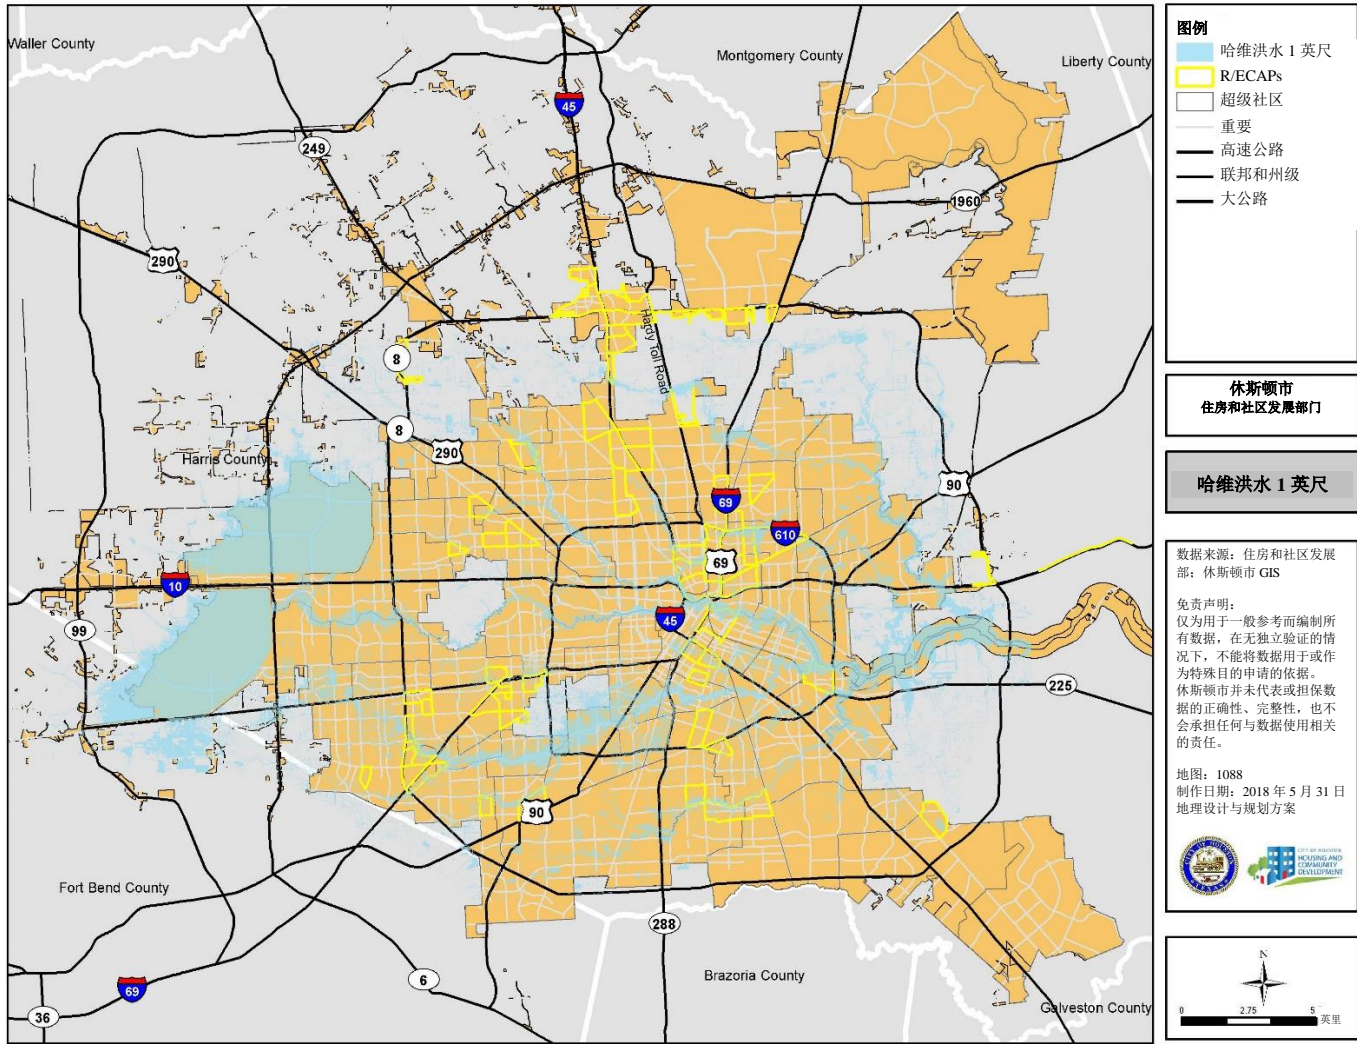 Waller County
Montgomery County
Liberty County
45
249
1960
290
Hardy Toll Road
8
8
290
Harris County
90
69
610
69
10
45
99
225
90
Fort Bend County
288
6
Brazoria County
69
36
Galveston County
图例
哈维洪水 1 英尺
R/ECAPs
超级社区
重要
高速公路
联邦和州级
大公路
休斯顿市
住房和社区发展部门
哈维洪水 1 英尺
数据来源：住房和社区发展
部；休斯顿市 GIS
免责声明：
仅为用于一般参考而编制所
有数据，在无独立验证的情
况下，不能将数据用于或作
为特殊目的申请的依据。
休斯顿市并未代表或担保数
据的正确性、完整性，也不
会承担任何与数据使用相关
的责任。
地图：1088
制作日期：2018 年 5 月 31 日
地理设计与规划方案
CITY OF HOUSTON
TEXAS
CITY OF HOUSTON
HOUSING AND
COMMUNITY
DEVELOPMENT
N
0 2.75 5
英里